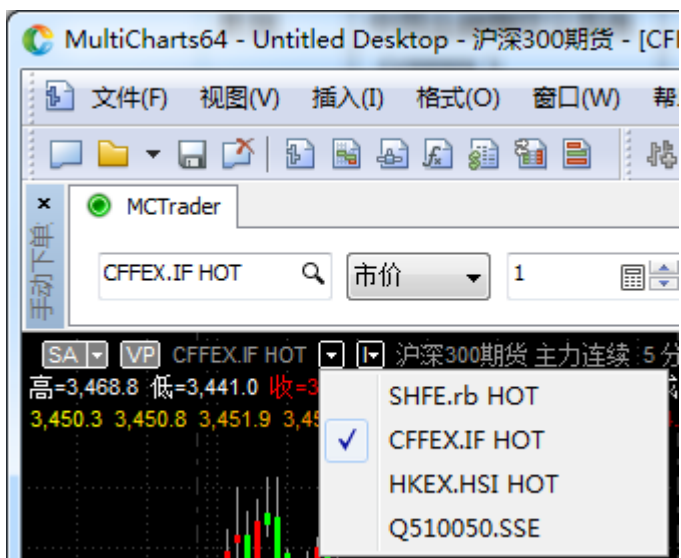 MultiCharts64 - Untitled Desktop - 沪深300期货 - [CF
文件(F) 视图(V) 插入(I) 格式(O) 窗口(W) 帮
MCTrader
手动下单
CFFEX.IF HOT 市价 1
SA VP CFFEX.IF HOT 沪深300期货 主力连续 5 分
高=3,468.8 低=3,441.0 收=3
3,450.3 3,450.8 3,451.9 3,45
SHFE.rb HOT
CFFEX.IF HOT
HKEX.HSI HOT
Q510050.SSE